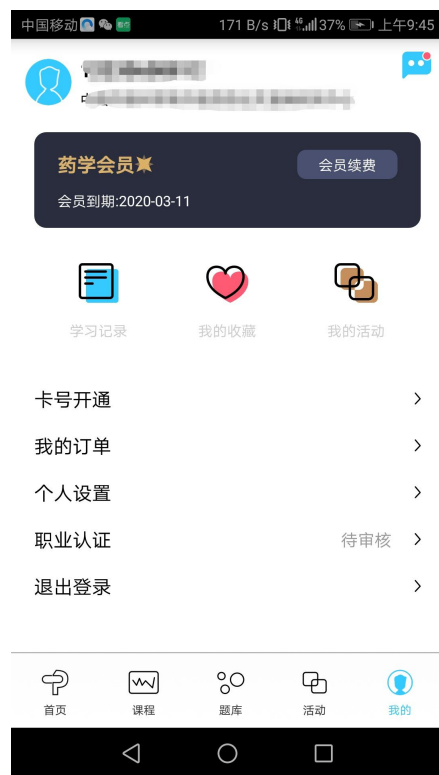 中国移动 171 B/s 46 37% 上午9:45
药学会员
会员续费
会员到期:2020-03-11
学习记录 我的收藏 我的活动
卡号开通
我的订单
个人设置
职业认证 待审核
退出登录
首页 课程 题库 活动 我的